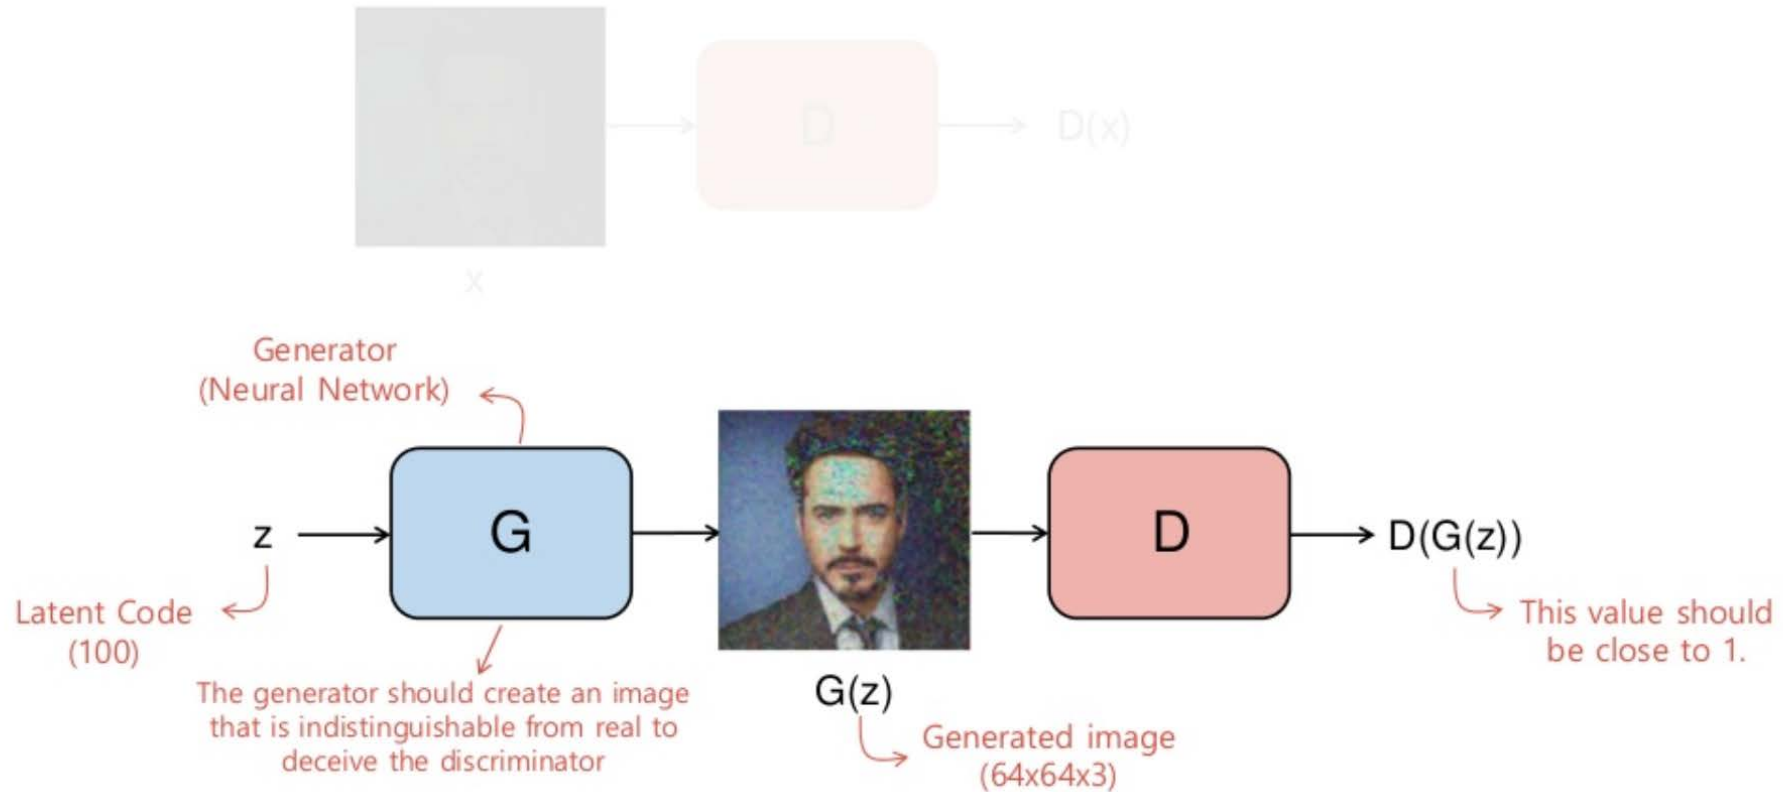 D
D(x)
x
Generator
(Neural Network)
z
G
D
D(G(z))
Latent Code
(100)
The generator should create an image
that is indistinguishable from real to
deceive the discriminator
G(z)
Generated image
(64x64x3)
This value should
be close to 1.